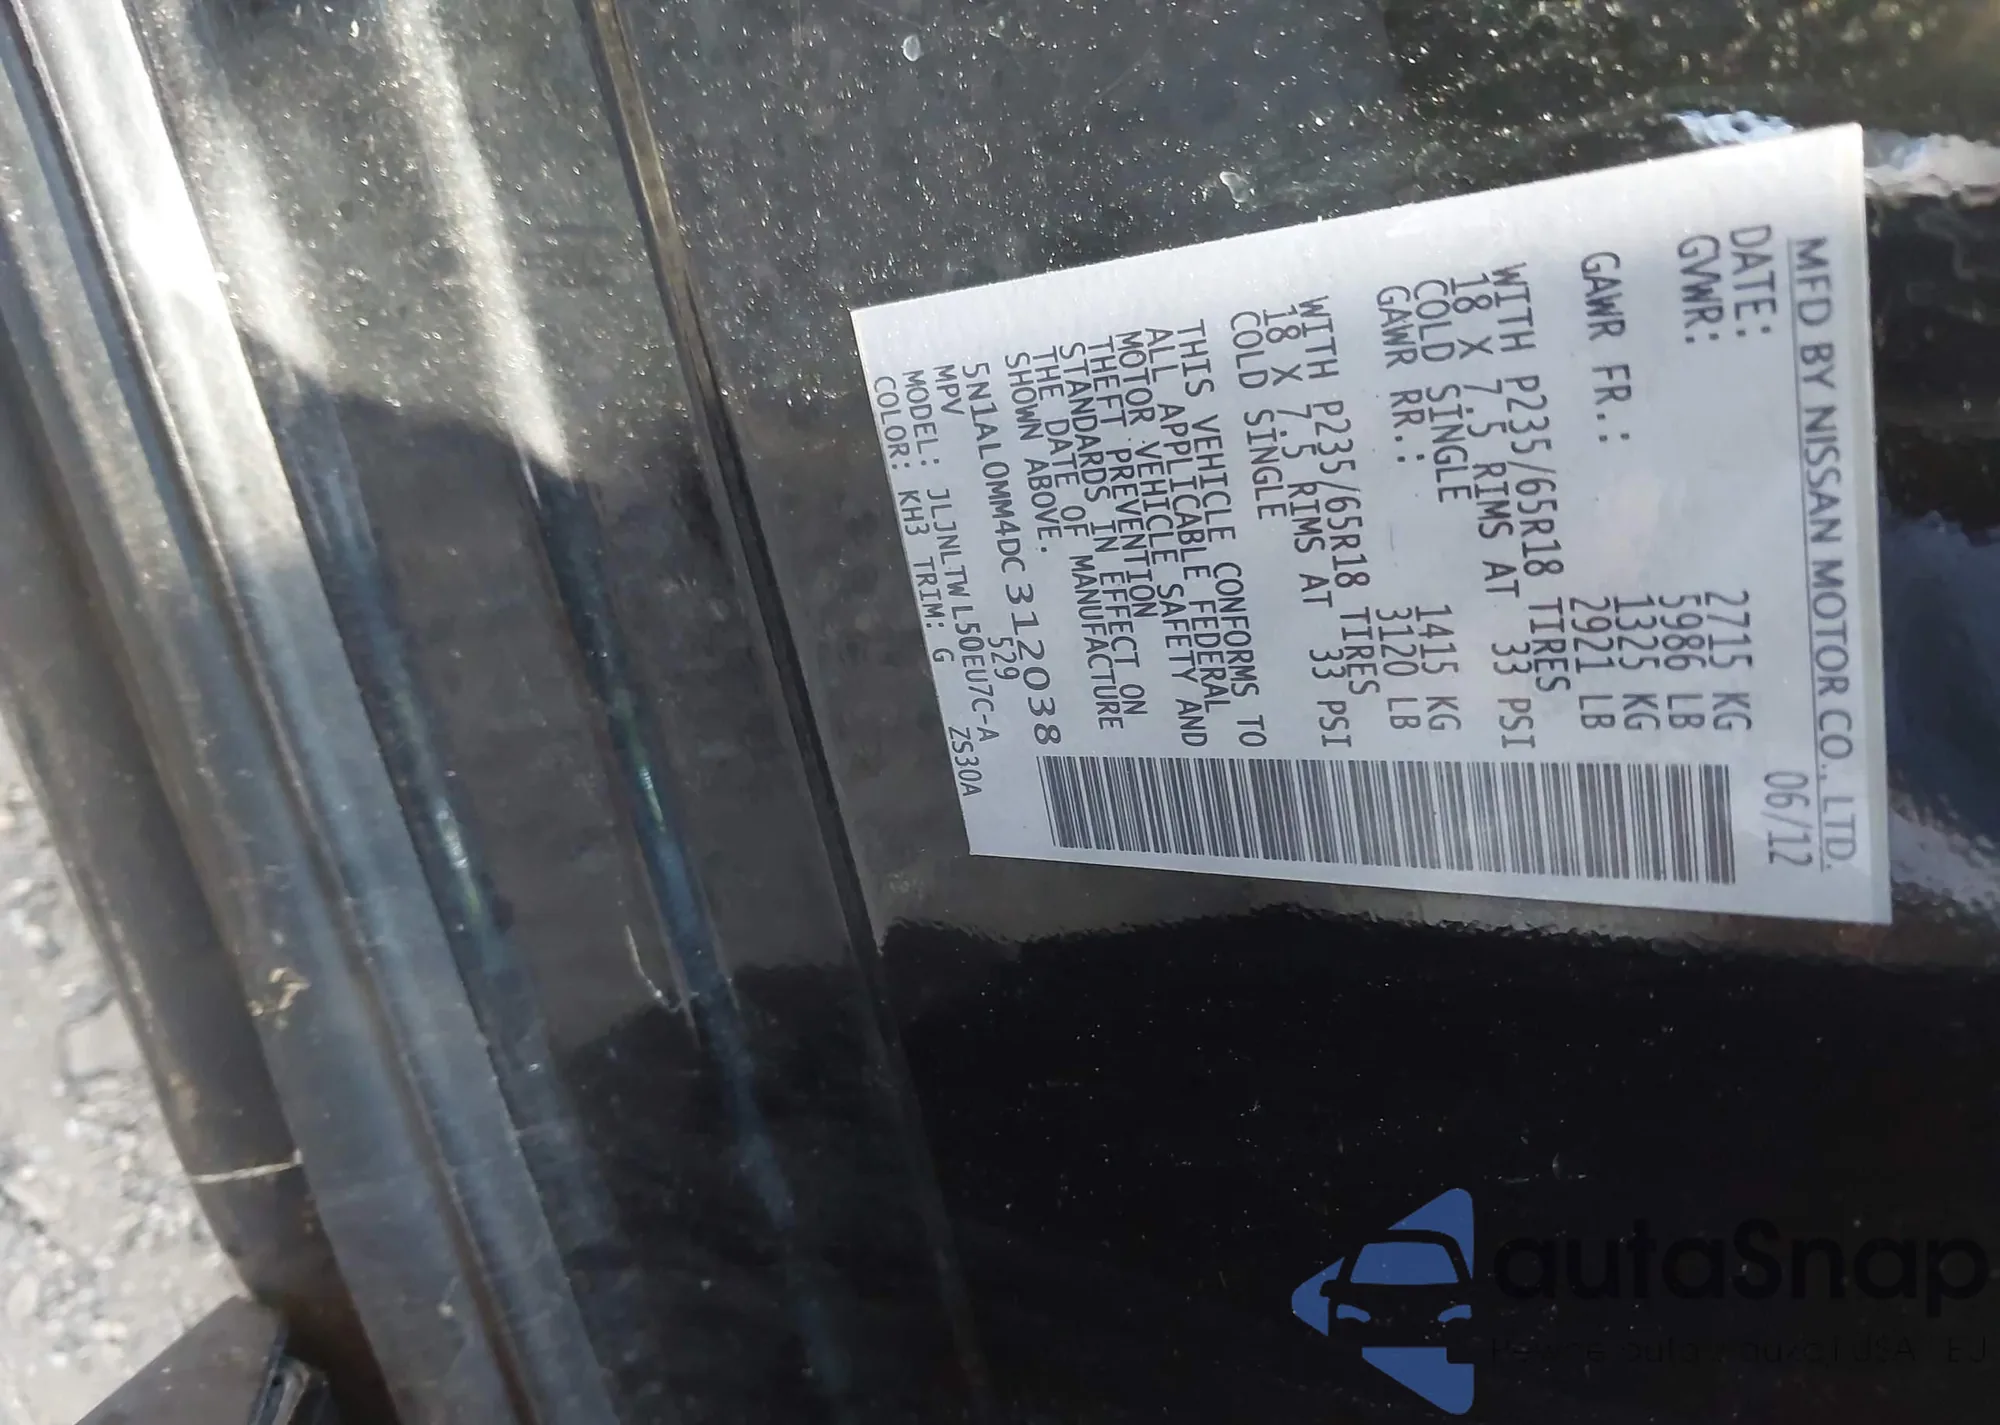 MFD BY NISSAN MOTOR CO., LTD.
DATE: 06/12
GVWR: 2715 KG
5986 LB
GAWR FR.: 1325 KG
2921 LB
WITH P235/65R18 TIRES
18 X 7.5 RIMS AT 33 PSI
COLD SINGLE
GAWR RR.: 1415 KG
3120 LB
WITH P235/65R18 TIRES
18 X 7.5 RIMS AT 33 PSI
COLD SINGLE
THIS VEHICLE CONFORMS TO
ALL APPLICABLE FEDERAL
MOTOR VEHICLE SAFETY AND
THEFT PREVENTION
STANDARDS IN EFFECT ON
THE DATE OF MANUFACTURE
SHOWN ABOVE.
5N1AL0MM4DC312038
MPV 529
MODEL: JLJNLTWL50EU7C-A
COLOR: KH3 TRIM: G ZS30A
autaSnap